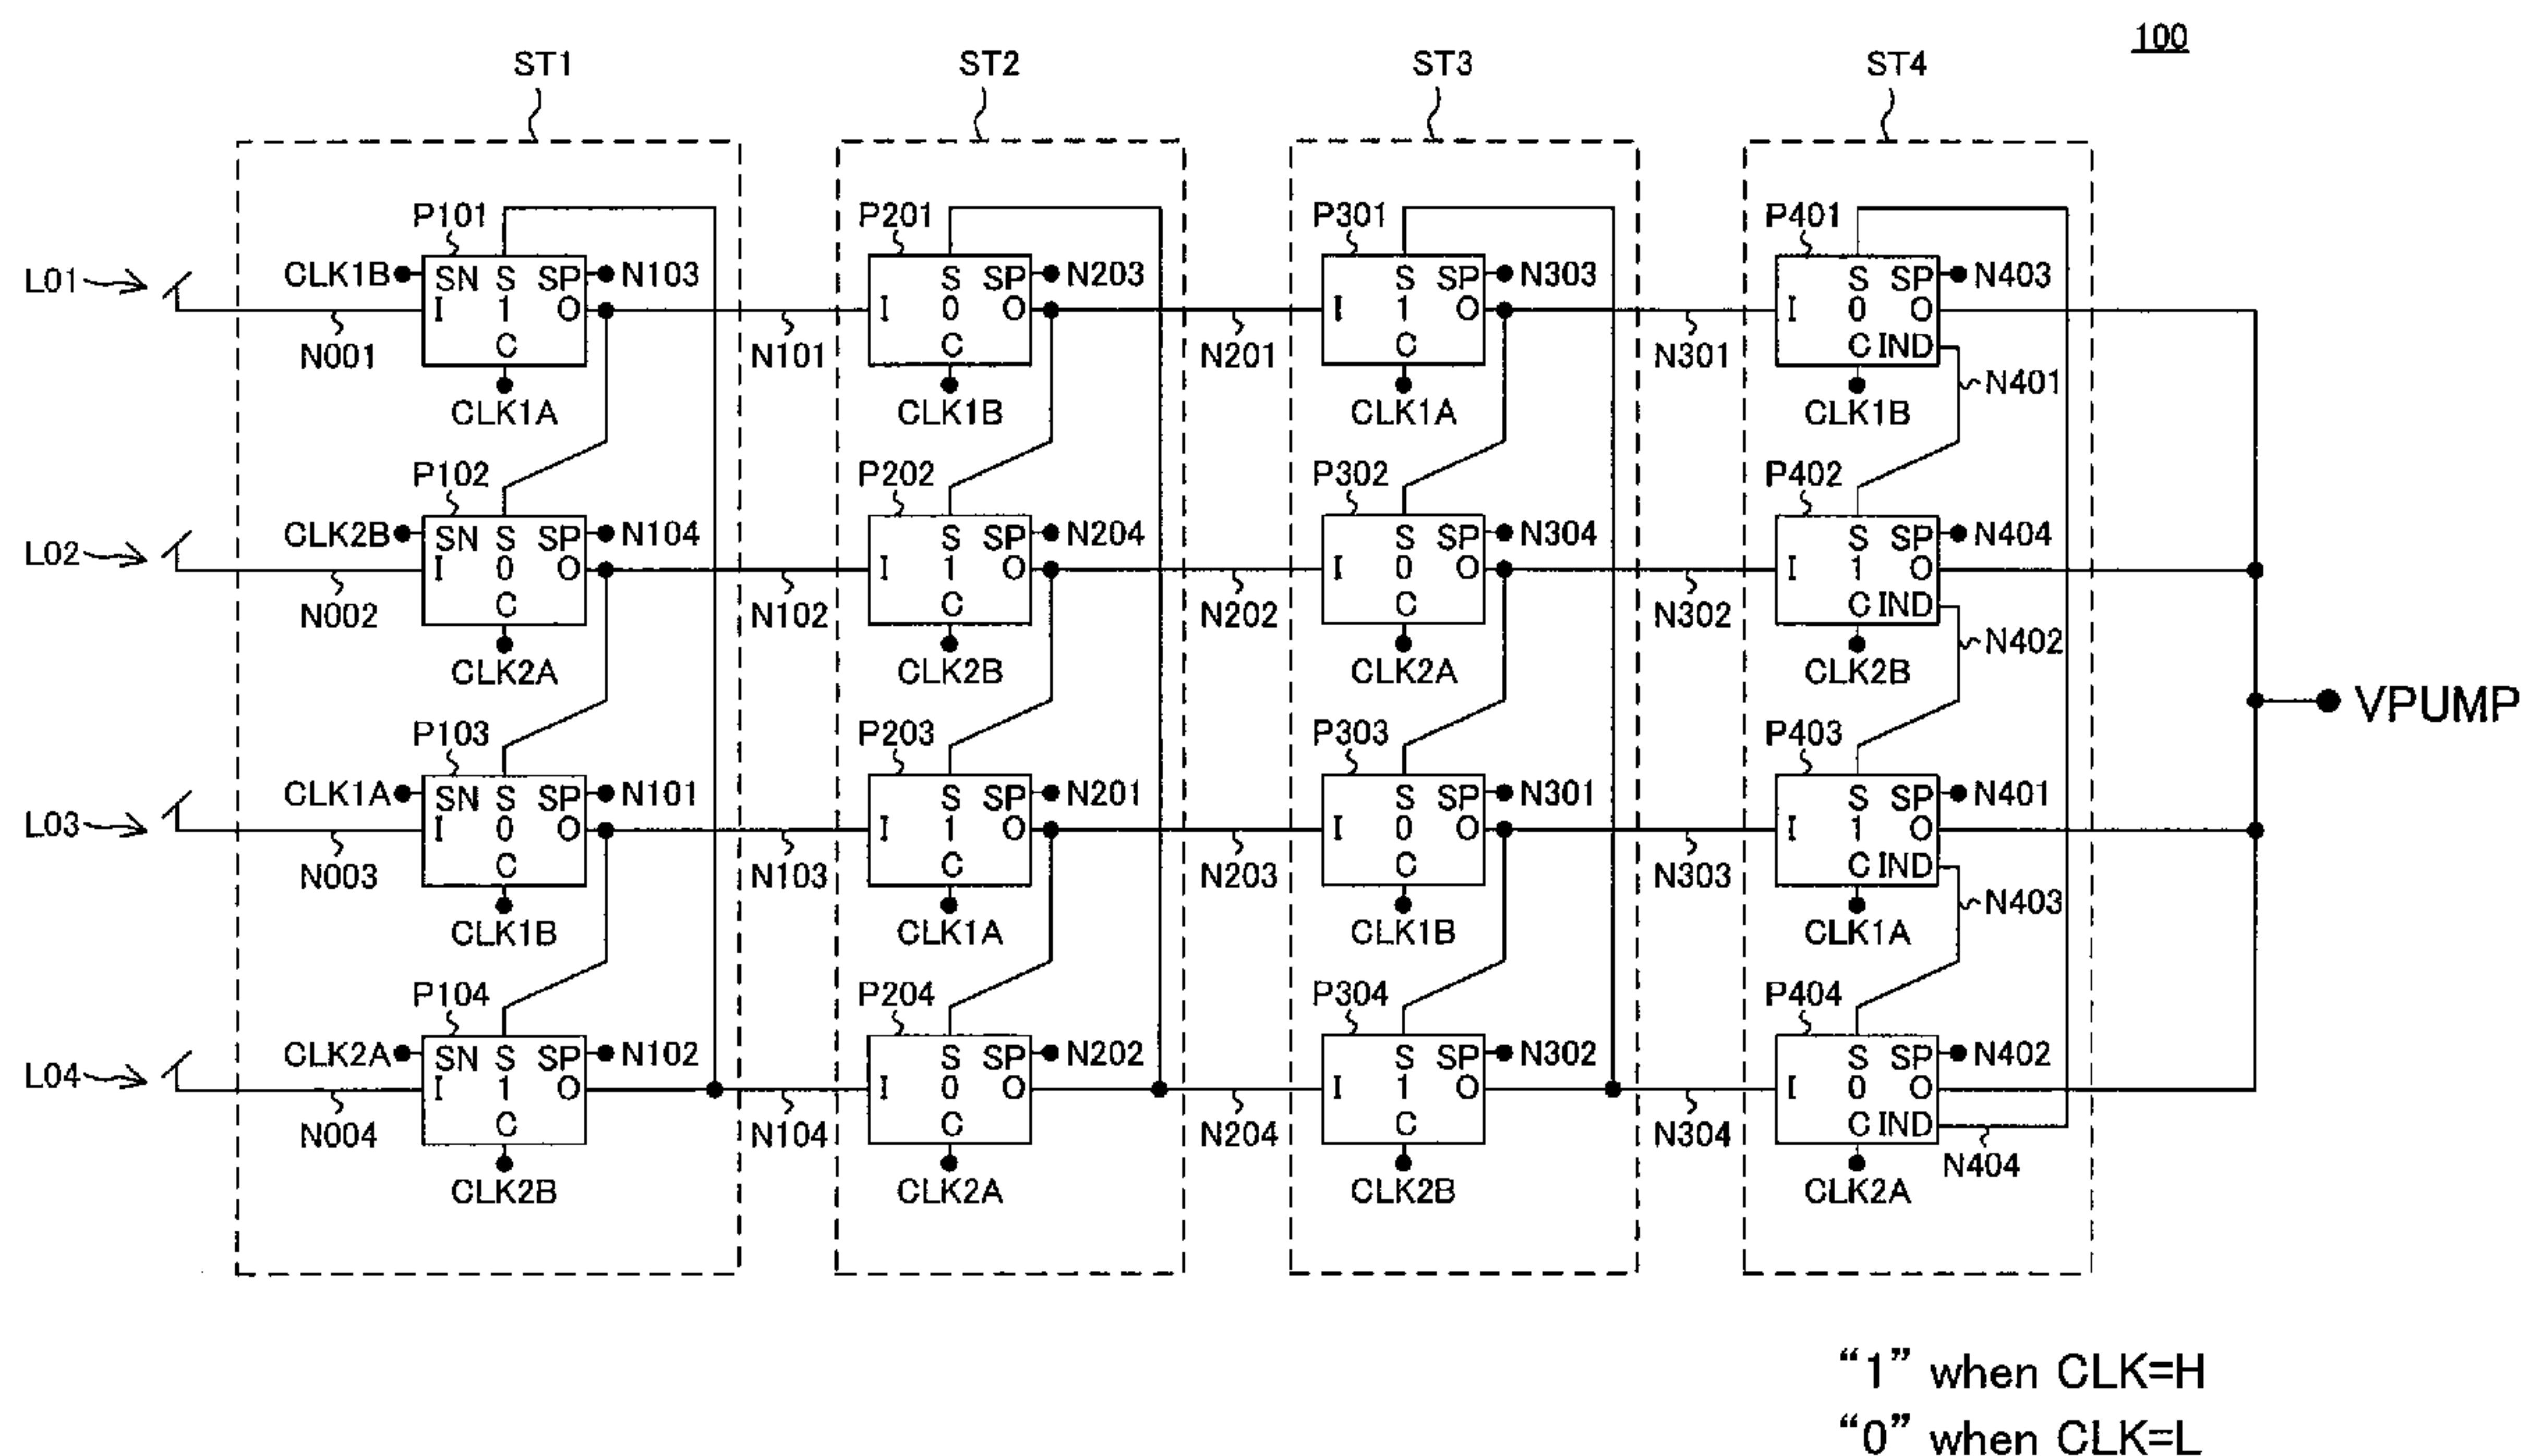 100
ST1 ST2 ST3 ST4
P101 P201 P301 P401
L01 CLK1B SN S SP N103 S SP N203 S SP N303 S SP N403
I 1 O I 0 O I 1 O I 0 O
N001 C N101 C N201 C N301 C IND N401
CLK1A CLK1B CLK1A CLK1B
P102 P202 P302 P402
L02 CLK2B SN S SP N104 S SP N204 S SP N304 S SP N404
I 0 O I 1 O I 0 O I 1 O
N002 C N102 C N202 C N302 C IND N402
CLK2A CLK2B CLK2A CLK2B
VPUMP
P103 P203 P303 P403
L03 CLK1A SN S SP N101 S SP N201 S SP N301 S SP N401
I 0 O I 1 O I 0 O I 1 O
N003 C N103 C N203 C N303 C IND N403
CLK1B CLK1A CLK1B CLK1A
P104 P204 P304 P404
L04 CLK2A SN S SP N102 S SP N202 S SP N302 S SP N402
I 1 O I 0 O I 1 O I 0 O
N004 C N104 C N204 C N304 C IND N404
CLK2B CLK2A CLK2B CLK2A
“1” when CLK=H
“0” when CLK=L